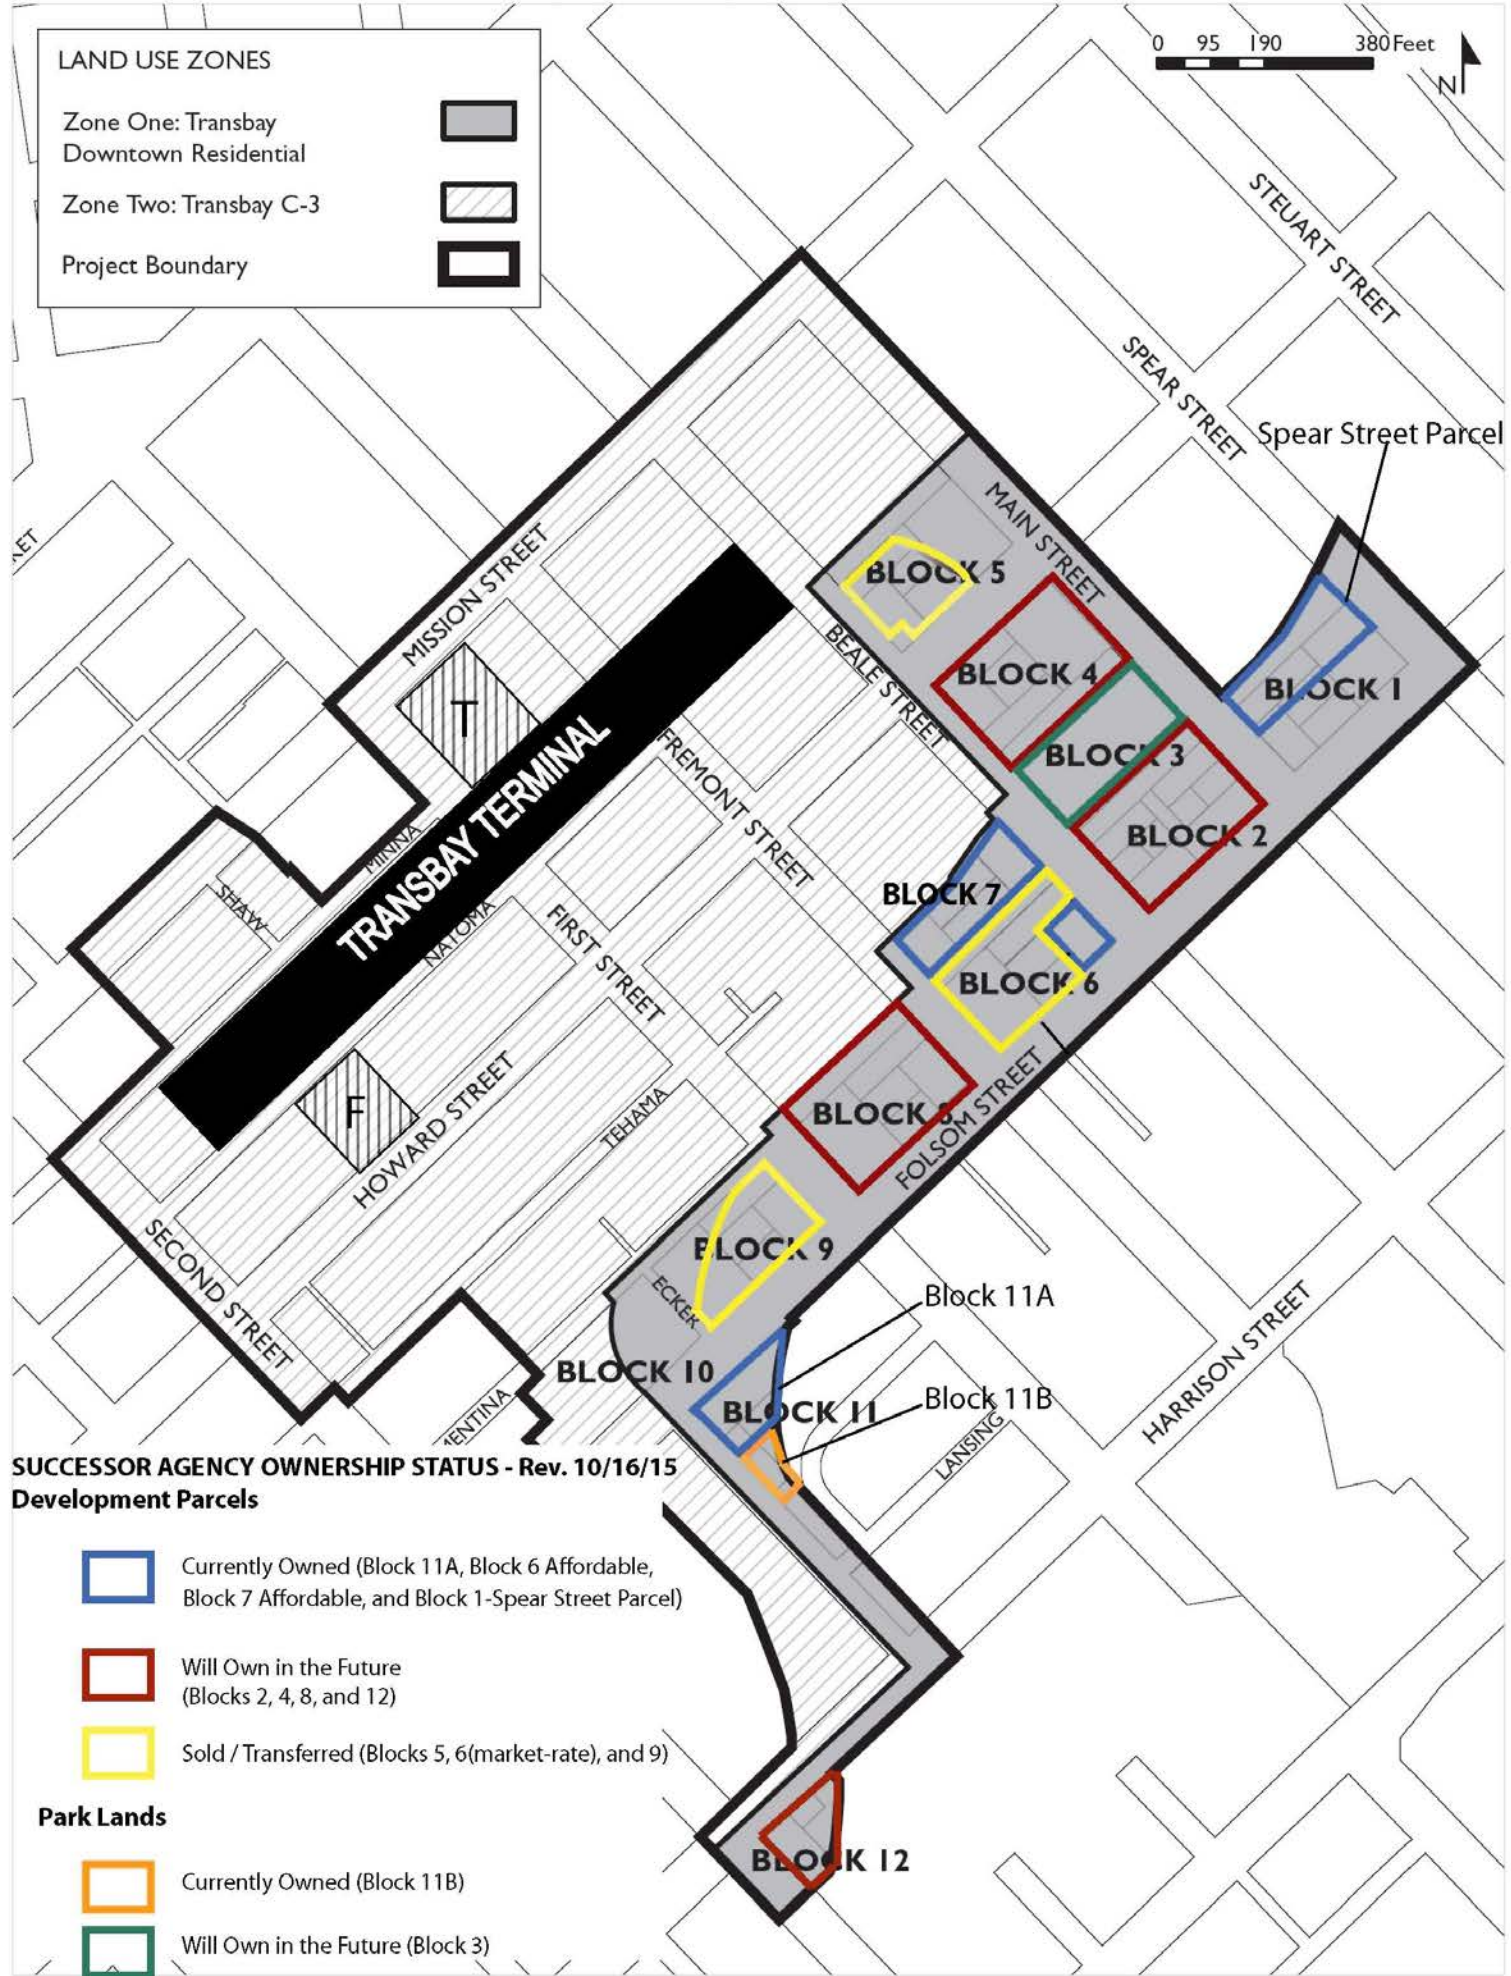 LAND USE ZONES
Zone One: Transbay
Downtown Residential
Zone Two: Transbay C-3
Project Boundary
0 95 190 380 Feet
N
STEUART STREET
SPEAR STREET
Spear Street Parcel
MAIN STREET
MISSION STREET
BLOCK 5
BEALE STREET
BLOCK 4
BLOCK 1
T
BLOCK 3
FREMONT STREET
BLOCK 2
TRANSBAY TERMINAL
MINNA
SHAW
NATOMA
BLOCK 7
FIRST STREET
BLOCK 6
F
HOWARD STREET
TEHAMA
BLOCK 8
FOLSOM STREET
BLOCK 9
SECOND STREET
ECKER
Block 11A
HARRISON STREET
BLOCK 10
Block 11B
BLOCK 11
MENTINA
LANSING
SUCCESSOR AGENCY OWNERSHIP STATUS - Rev. 10/16/15
Development Parcels
Currently Owned (Block 11A, Block 6 Affordable,
Block 7 Affordable, and Block 1-Spear Street Parcel)
Will Own in the Future
(Blocks 2, 4, 8, and 12)
Sold / Transferred (Blocks 5, 6(market-rate), and 9)
Park Lands
BLOCK 12
Currently Owned (Block 11B)
Will Own in the Future (Block 3)